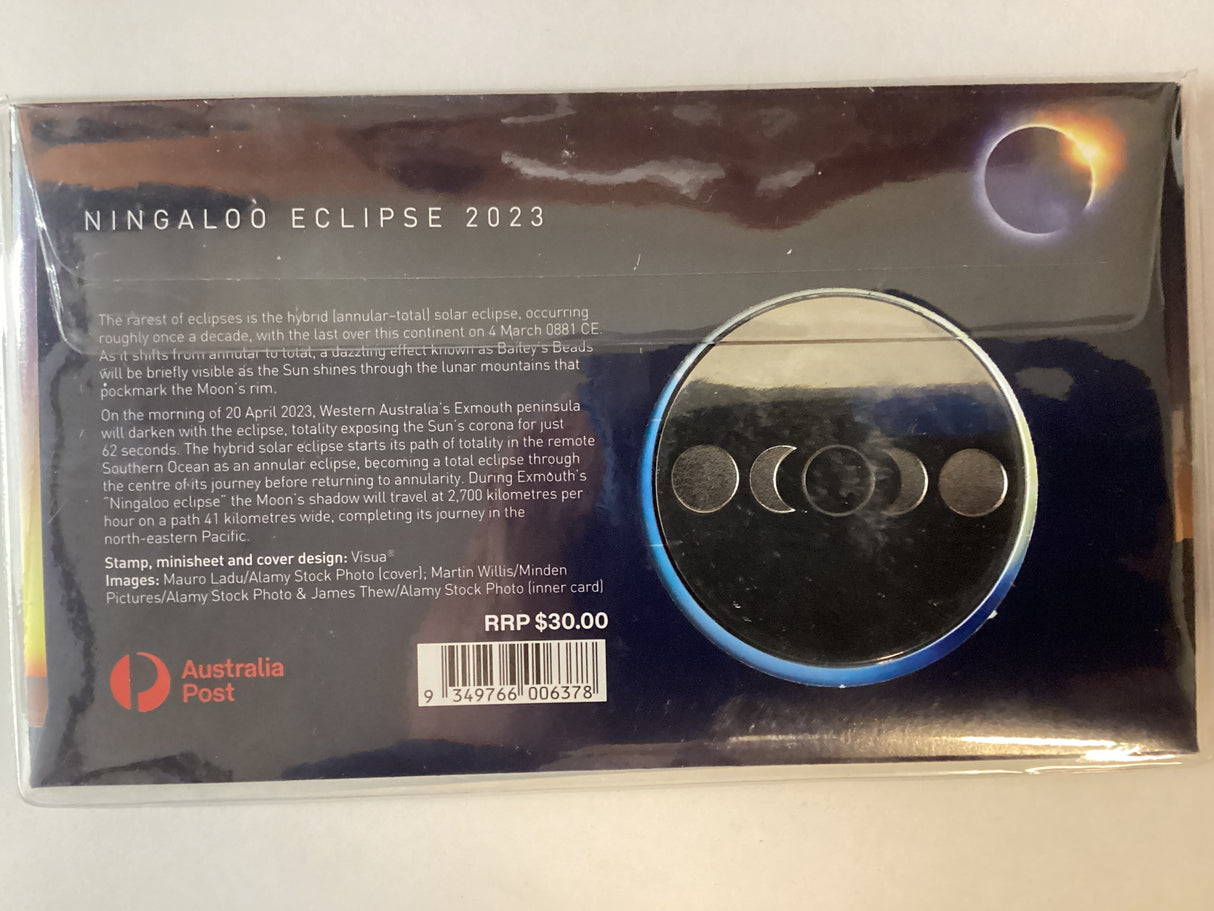 NINGALOO ECLIPSE 2023
The rarest of eclipses is the hybrid (annular–total) solar eclipse, occurring
roughly once a decade, with the last over this continent on 4 March 0881 CE.
As it shifts from annular to total, a dazzling effect known as Bailey's Beads
will be briefly visible as the Sun shines through the lunar mountains that
pockmark the Moon's rim.
On the morning of 20 April 2023, Western Australia's Exmouth peninsula
will darken with the eclipse, totality exposing the Sun's corona for just
62 seconds. The hybrid solar eclipse starts its path of totality in the remote
Southern Ocean as an annular eclipse, becoming a total eclipse through
the centre of its journey before returning to annularity. During Exmouth's
"Ningaloo eclipse" the Moon's shadow will travel at 2,700 kilometres per
hour on a path 41 kilometres wide, completing its journey in the
north-eastern Pacific.
Stamp, minisheet and cover design: Visua®
Images: Mauro Ladu/Alamy Stock Photo (cover); Martin Willis/Minden
Pictures/Alamy Stock Photo & James Thew/Alamy Stock Photo (inner card)
RRP $30.00
Australia
Post
9 349766 006378